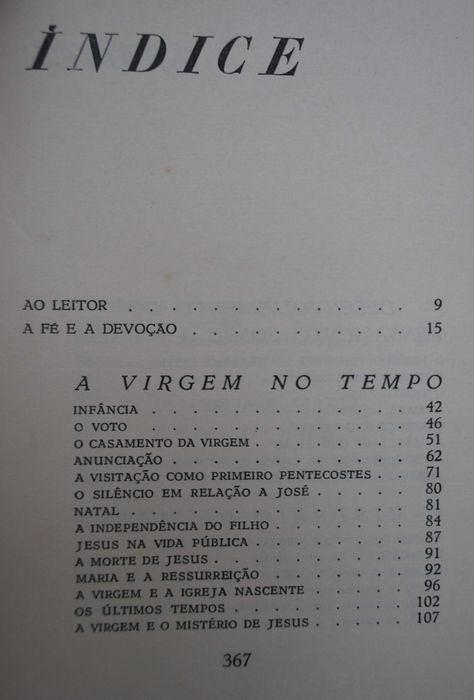 ÍNDICE
AO LEITOR . . . . . . . . . . . 9
A FÉ E A DEVOÇÃO . . . . . . . . . 15
A VIRGEM NO TEMPO
INFÂNCIA . . . . . . . . . . . 42
O VOTO . . . . . . . . . . . 46
O CASAMENTO DA VIRGEM . . . . . . . 51
ANUNCIAÇÃO . . . . . . . . . . 62
A VISITAÇÃO COMO PRIMEIRO PENTECOSTES . . 71
O SILÊNCIO EM RELAÇÃO A JOSÉ . . . . . 80
NATAL . . . . . . . . . . . . 81
A INDEPENDÊNCIA DO FILHO . . . . . . 84
JESUS NA VIDA PÚBLICA . . . . . . . 87
A MORTE DE JESUS . . . . . . . . 91
MARIA E A RESSURREIÇÃO . . . . . . . 92
A VIRGEM E A IGREJA NASCENTE . . . . . 96
OS ÚLTIMOS TEMPOS . . . . . . . . 102
A VIRGEM E O MISTÉRIO DE JESUS . . . . . 107
367